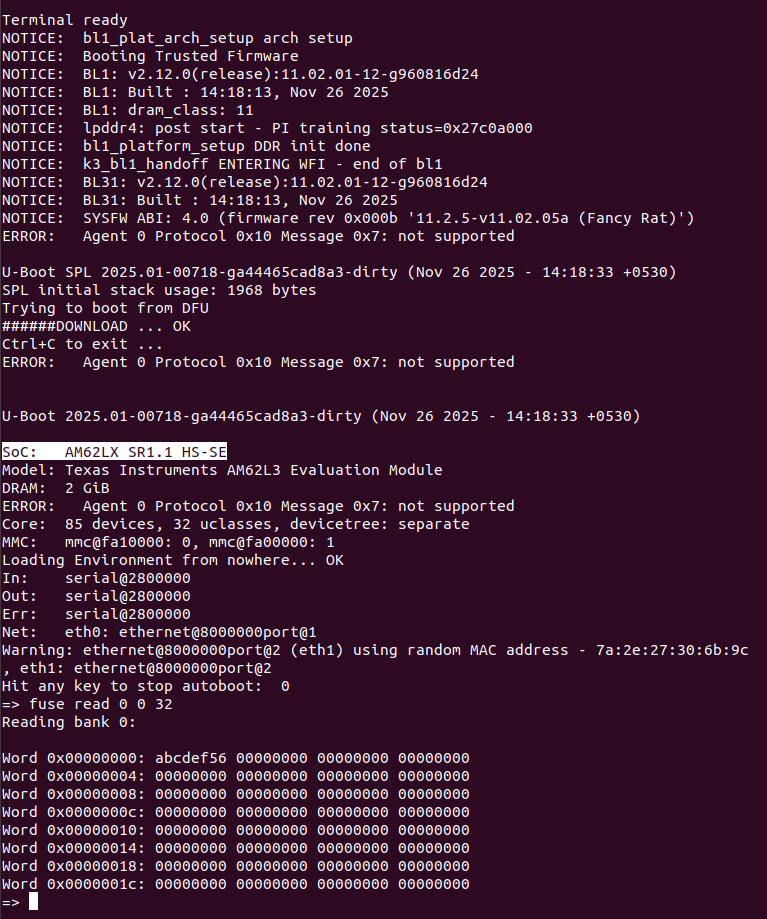 Terminal ready
NOTICE:  bl1_plat_arch_setup arch setup
NOTICE:  Booting Trusted Firmware
NOTICE:  BL1: v2.12.0(release):11.02.01-12-g960816d24
NOTICE:  BL1: Built : 14:18:13, Nov 26 2025
NOTICE:  BL1: dram_class: 11
NOTICE:  lpddr4: post start - PI training status=0x27c0a000
NOTICE:  bl1_platform_setup DDR init done
NOTICE:  k3_bl1_handoff ENTERING WFI - end of bl1
NOTICE:  BL31: v2.12.0(release):11.02.01-12-g960816d24
NOTICE:  BL31: Built : 14:18:13, Nov 26 2025
NOTICE:  SYSFW ABI: 4.0 (firmware rev 0x000b '11.2.5-v11.02.05a (Fancy Rat)')
ERROR:   Agent 0 Protocol 0x10 Message 0x7: not supported
U-Boot SPL 2025.01-00718-ga44465cad8a3-dirty (Nov 26 2025 - 14:18:33 +0530)
SPL initial stack usage: 1968 bytes
Trying to boot from DFU
######DOWNLOAD ... OK
Ctrl+C to exit ...
ERROR:   Agent 0 Protocol 0x10 Message 0x7: not supported
U-Boot 2025.01-00718-ga44465cad8a3-dirty (Nov 26 2025 - 14:18:33 +0530)
SoC:   AM62LX SR1.1 HS-SE
Model: Texas Instruments AM62L3 Evaluation Module
DRAM:  2 GiB
ERROR:   Agent 0 Protocol 0x10 Message 0x7: not supported
Core:  85 devices, 32 uclasses, devicetree: separate
MMC:   mmc@fa10000: 0, mmc@fa00000: 1
Loading Environment from nowhere... OK
In:    serial@2800000
Out:   serial@2800000
Err:   serial@2800000
Net:   eth0: ethernet@8000000port@1
Warning: ethernet@8000000port@2 (eth1) using random MAC address - 7a:2e:27:30:6b:9c
, eth1: ethernet@8000000port@2
Hit any key to stop autoboot:  0
=> fuse read 0 0 32
Reading bank 0:
Word 0x00000000: abcdef56 00000000 00000000 00000000
Word 0x00000004: 00000000 00000000 00000000 00000000
Word 0x00000008: 00000000 00000000 00000000 00000000
Word 0x0000000c: 00000000 00000000 00000000 00000000
Word 0x00000010: 00000000 00000000 00000000 00000000
Word 0x00000014: 00000000 00000000 00000000 00000000
Word 0x00000018: 00000000 00000000 00000000 00000000
Word 0x0000001c: 00000000 00000000 00000000 00000000
=>